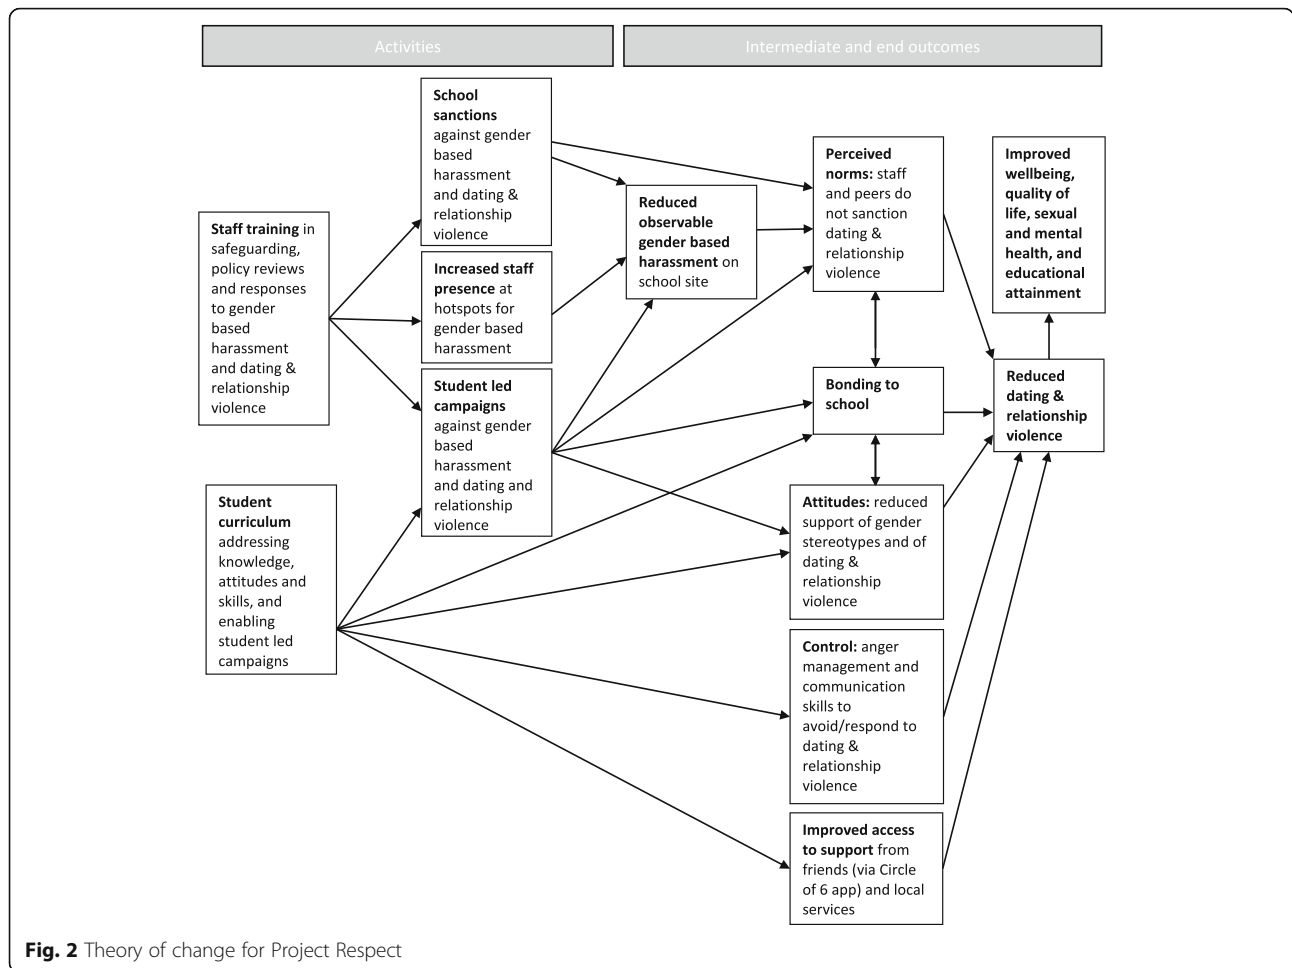 Activities
Intermediate and end outcomes
School
sanctions
against gender
based
harassment
and dating &
relationship
violence
Perceived
norms: staff
and peers do
not sanction
dating &
relationship
violence
Improved
wellbeing,
quality of
life, sexual
and mental
health, and
educational
attainment
Reduced
observable
gender based
harassment on
school site
Staff training in
safeguarding,
policy reviews
and responses
to gender
based
harassment
and dating &
relationship
violence
Increased staff
presence at
hotspots for
gender based
harassment
Student led
campaigns
against gender
based
harassment
and dating and
relationship
violence
Bonding to
school
Reduced
dating &
relationship
violence
Student
curriculum
addressing
knowledge,
attitudes and
skills, and
enabling
student led
campaigns
Attitudes: reduced
support of gender
stereotypes and of
dating &
relationship
violence
Control: anger
management and
communication
skills to
avoid/respond to
dating &
relationship
violence
Improved access
to support from
friends (via Circle
of 6 app) and local
services
Fig. 2 Theory of change for Project Respect